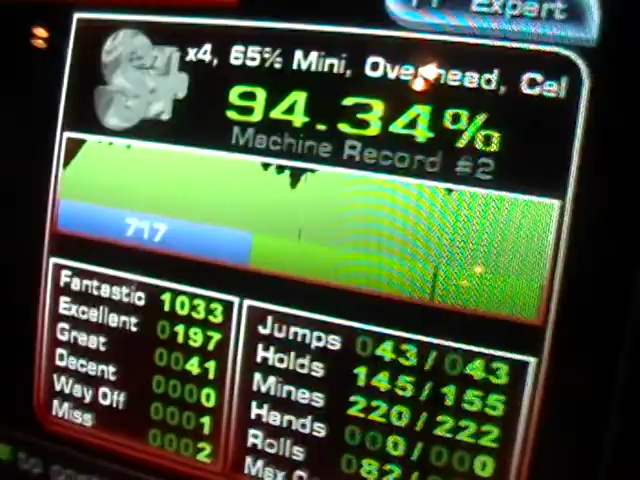 Expert
x4, 65% Mini, Overhead, Cel
94.34%
Machine Record #2
717
Fantastic 1033
Excellent 0197
Great 0041
Decent 0000
Way Off 0001
Miss 0002
Jumps 043/043
Holds 145/155
Mines 220/222
Hands 000/000
Rolls 082/
Max